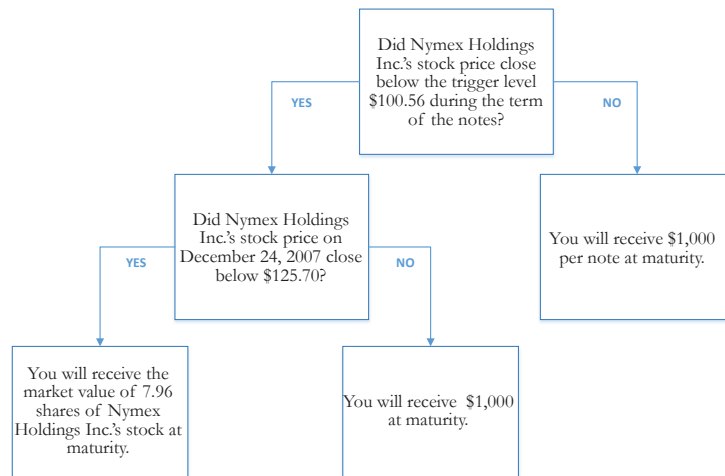 Did Nymex Holdings
Inc.'s stock price close
below the trigger level
$100.56 during the term
of the notes?
YES
NO
Did Nymex Holdings
Inc.'s stock price on
December 24, 2007 close
below $125.70?
You will receive $1,000
per note at maturity.
YES
NO
You will receive the
market value of 7.96
shares of Nymex
Holdings Inc.'s stock at
maturity.
You will receive $1,000
at maturity.